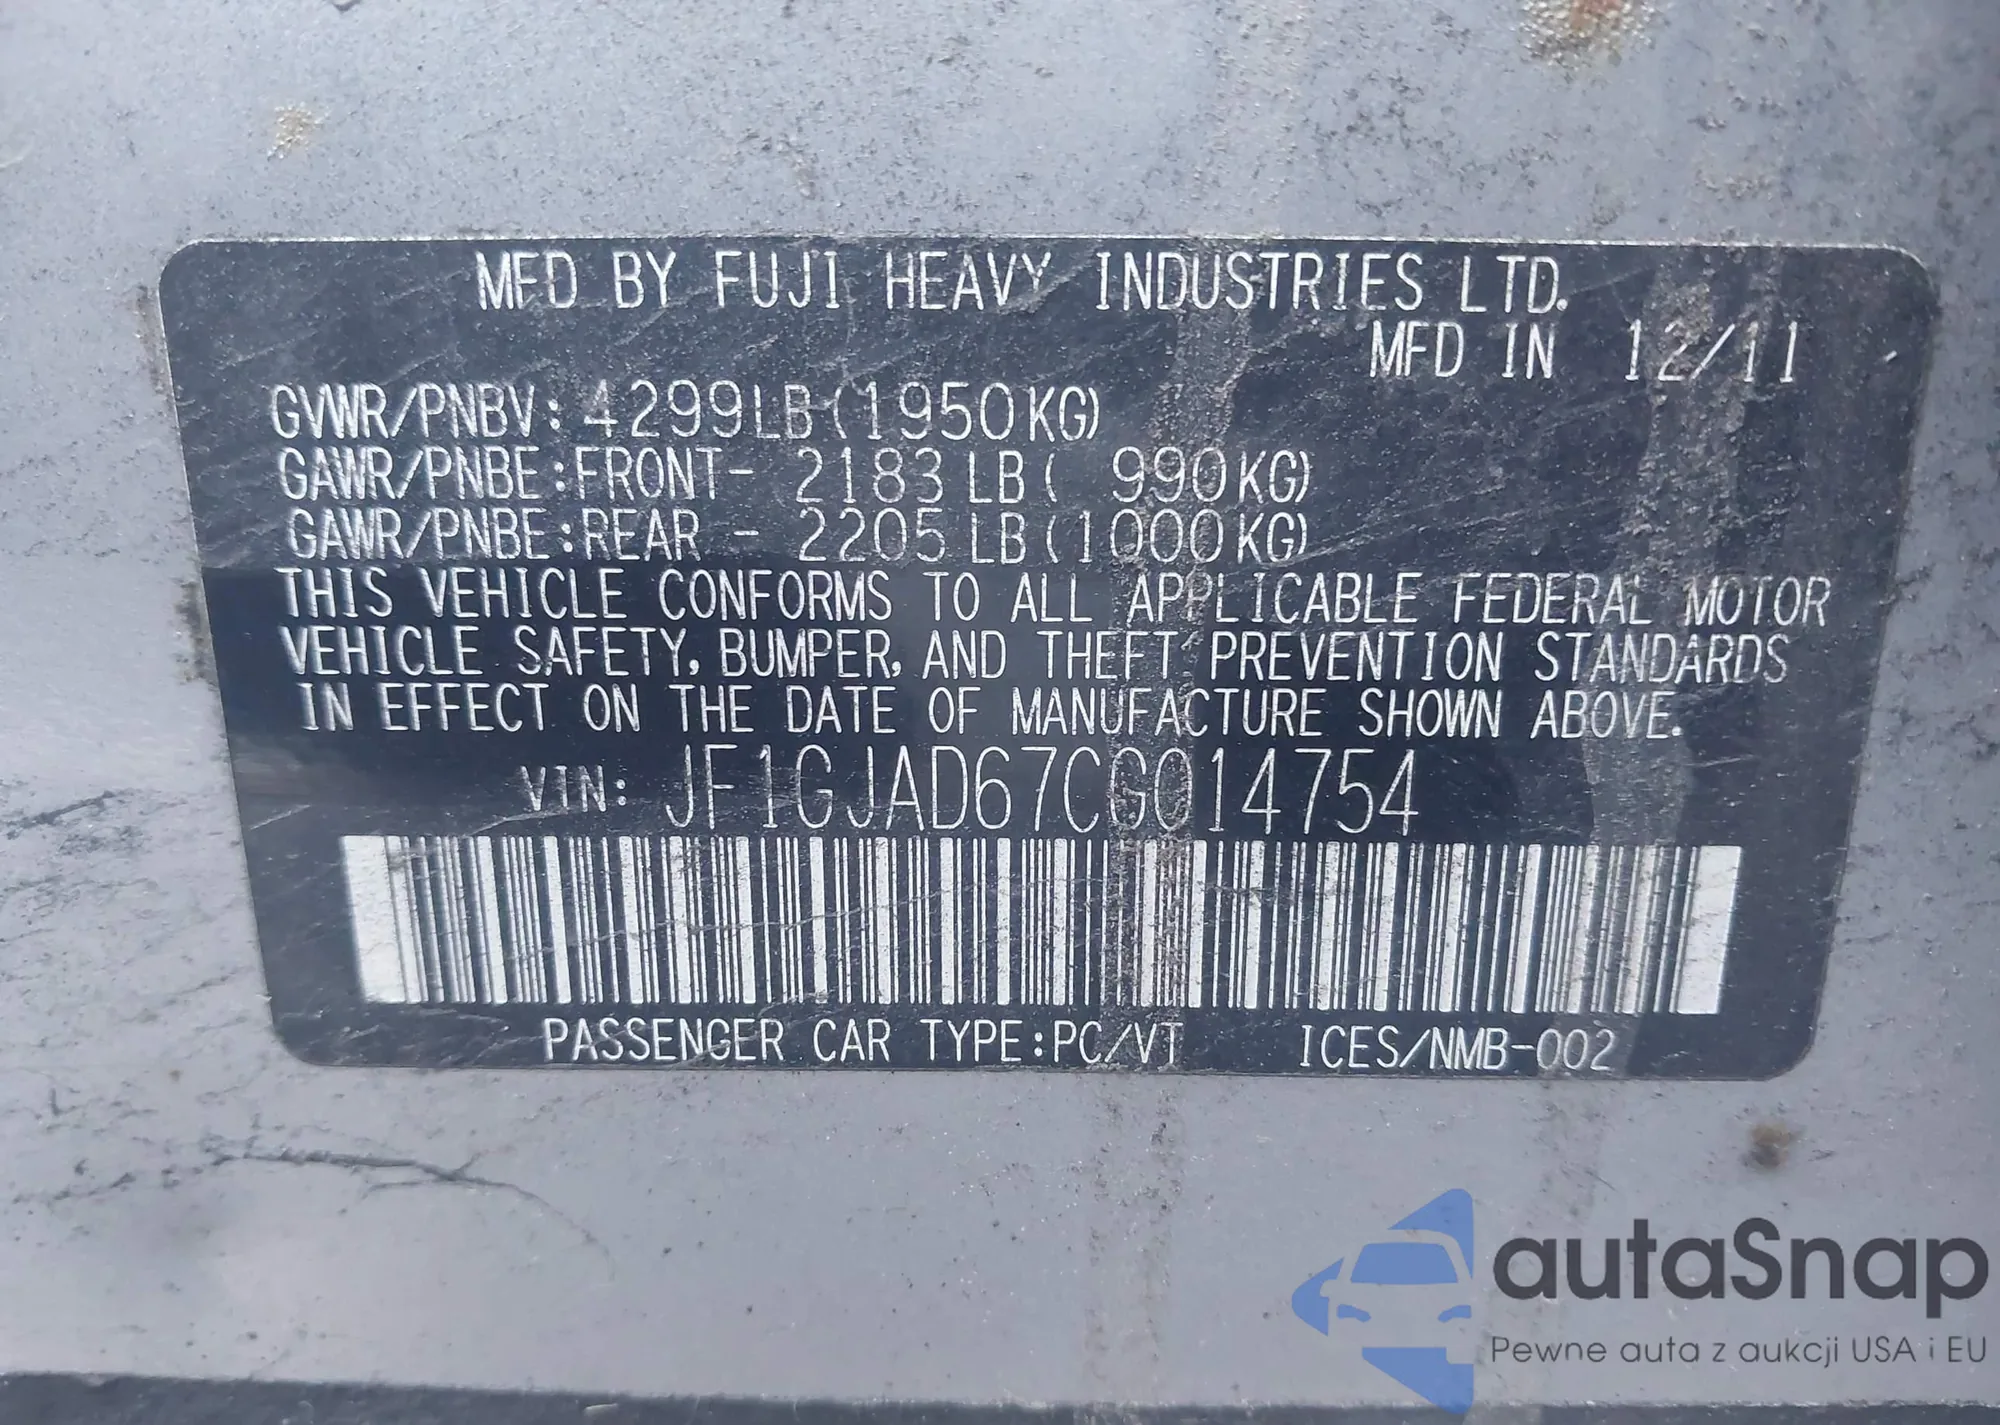 MFD BY FUJI HEAVY INDUSTRIES LTD.
MFD IN 12/11
GVWR/PNBV: 4299LB(1950KG)
GAWR/PNBE:FRONT- 2183 LB( 990KG)
GAWR/PNBE:REAR - 2205 LB(1000KG)
THIS VEHICLE CONFORMS TO ALL APPLICABLE FEDERAL MOTOR
VEHICLE SAFETY, BUMPER, AND THEFT PREVENTION STANDARDS
IN EFFECT ON THE DATE OF MANUFACTURE SHOWN ABOVE.
VIN: JF1GJAD67CG014754
PASSENGER CAR TYPE:PC/VT ICES/NMB-002
autaSnap
Pewne auta z aukcji USA i EU